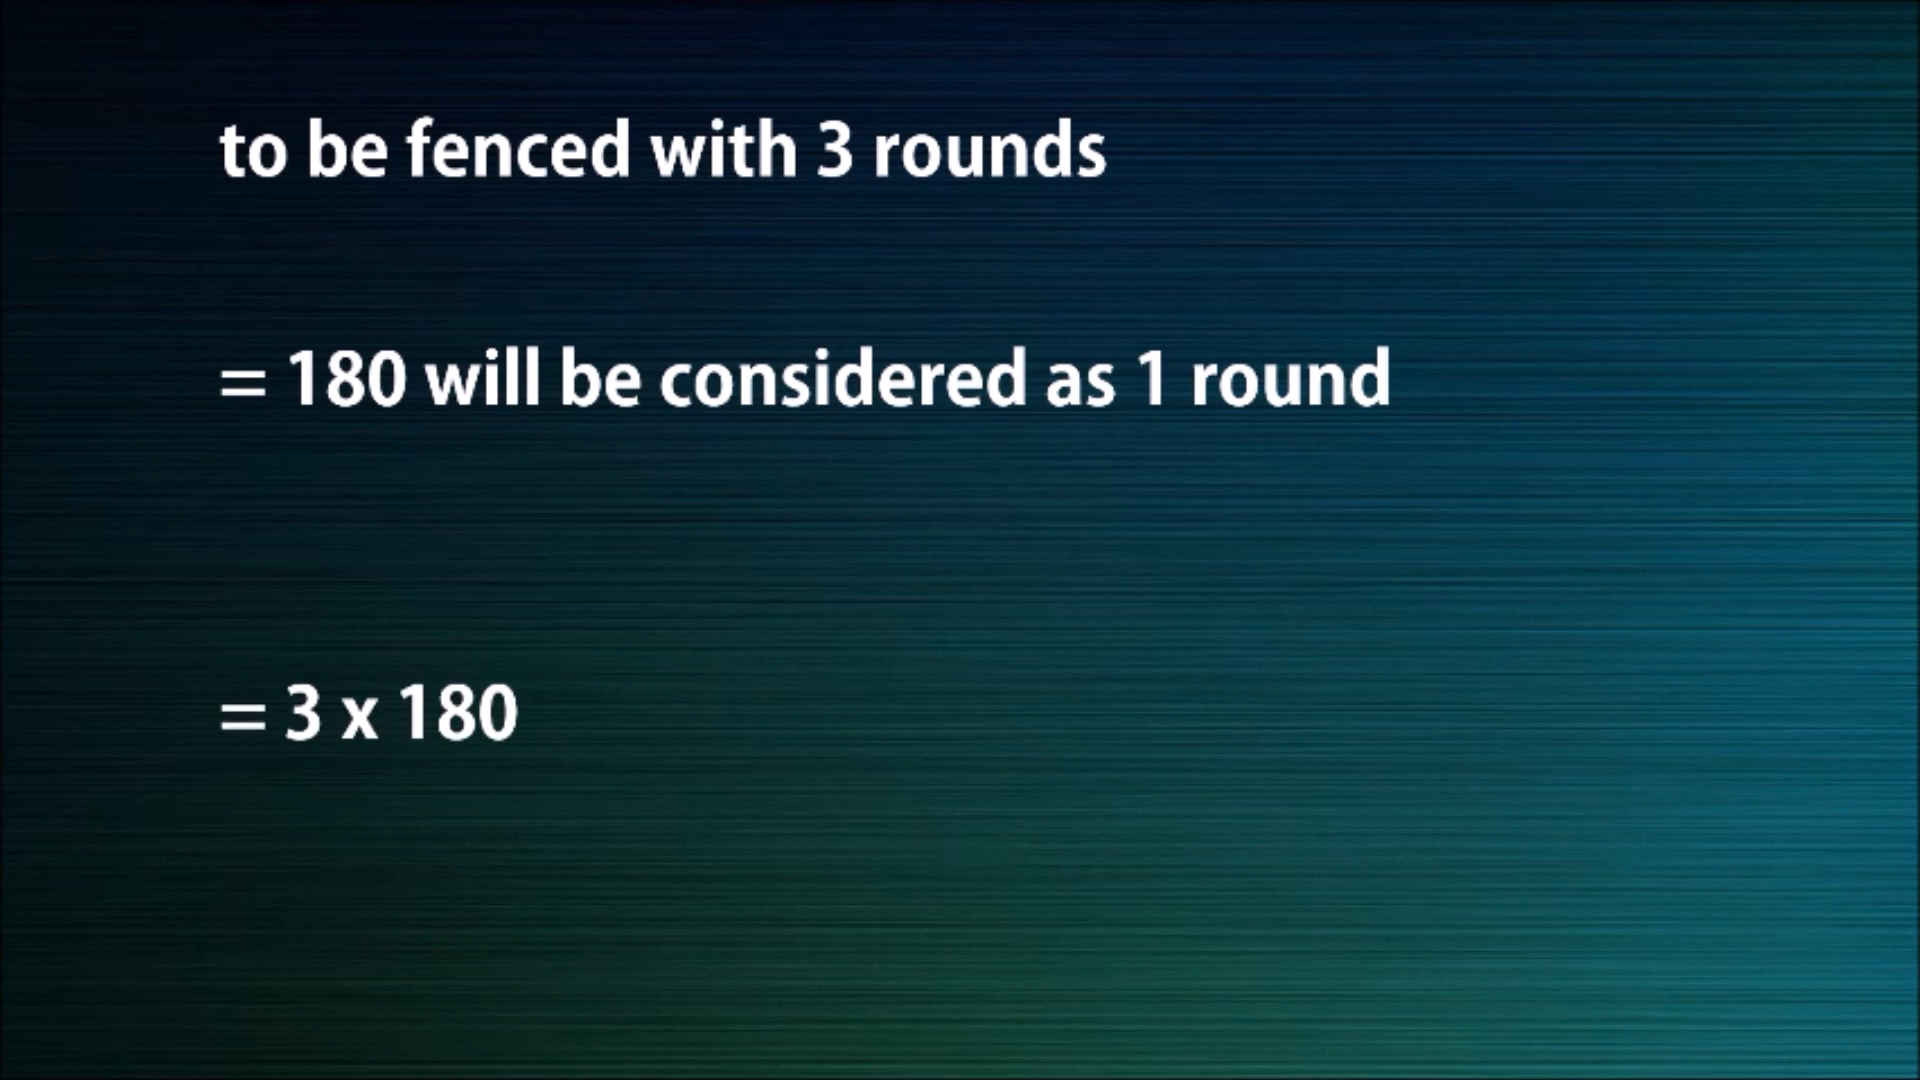 to be fenced with 3 rounds
= 180 will be considered as 1 round
= 3 x 180